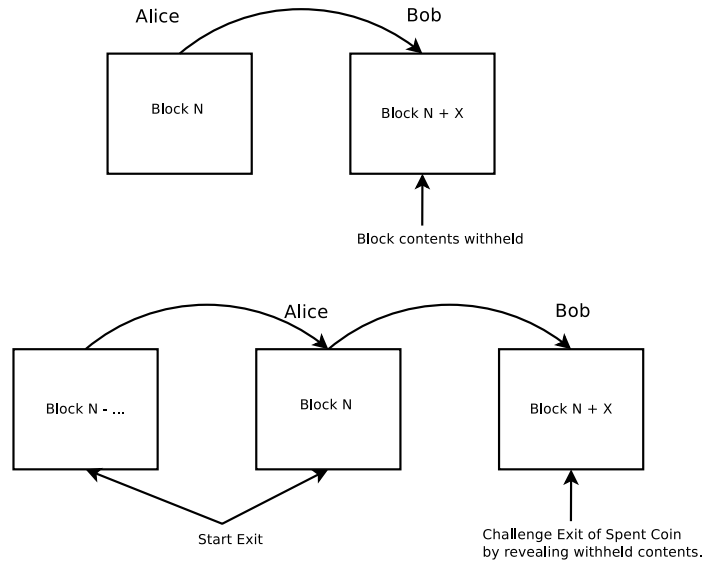 Alice
Bob
Block N
Block N + X
Block contents withheld
Alice
Bob
Block N - ...
Block N
Block N + X
Start Exit
Challenge Exit of Spent Coin
by revealing withheld contents.